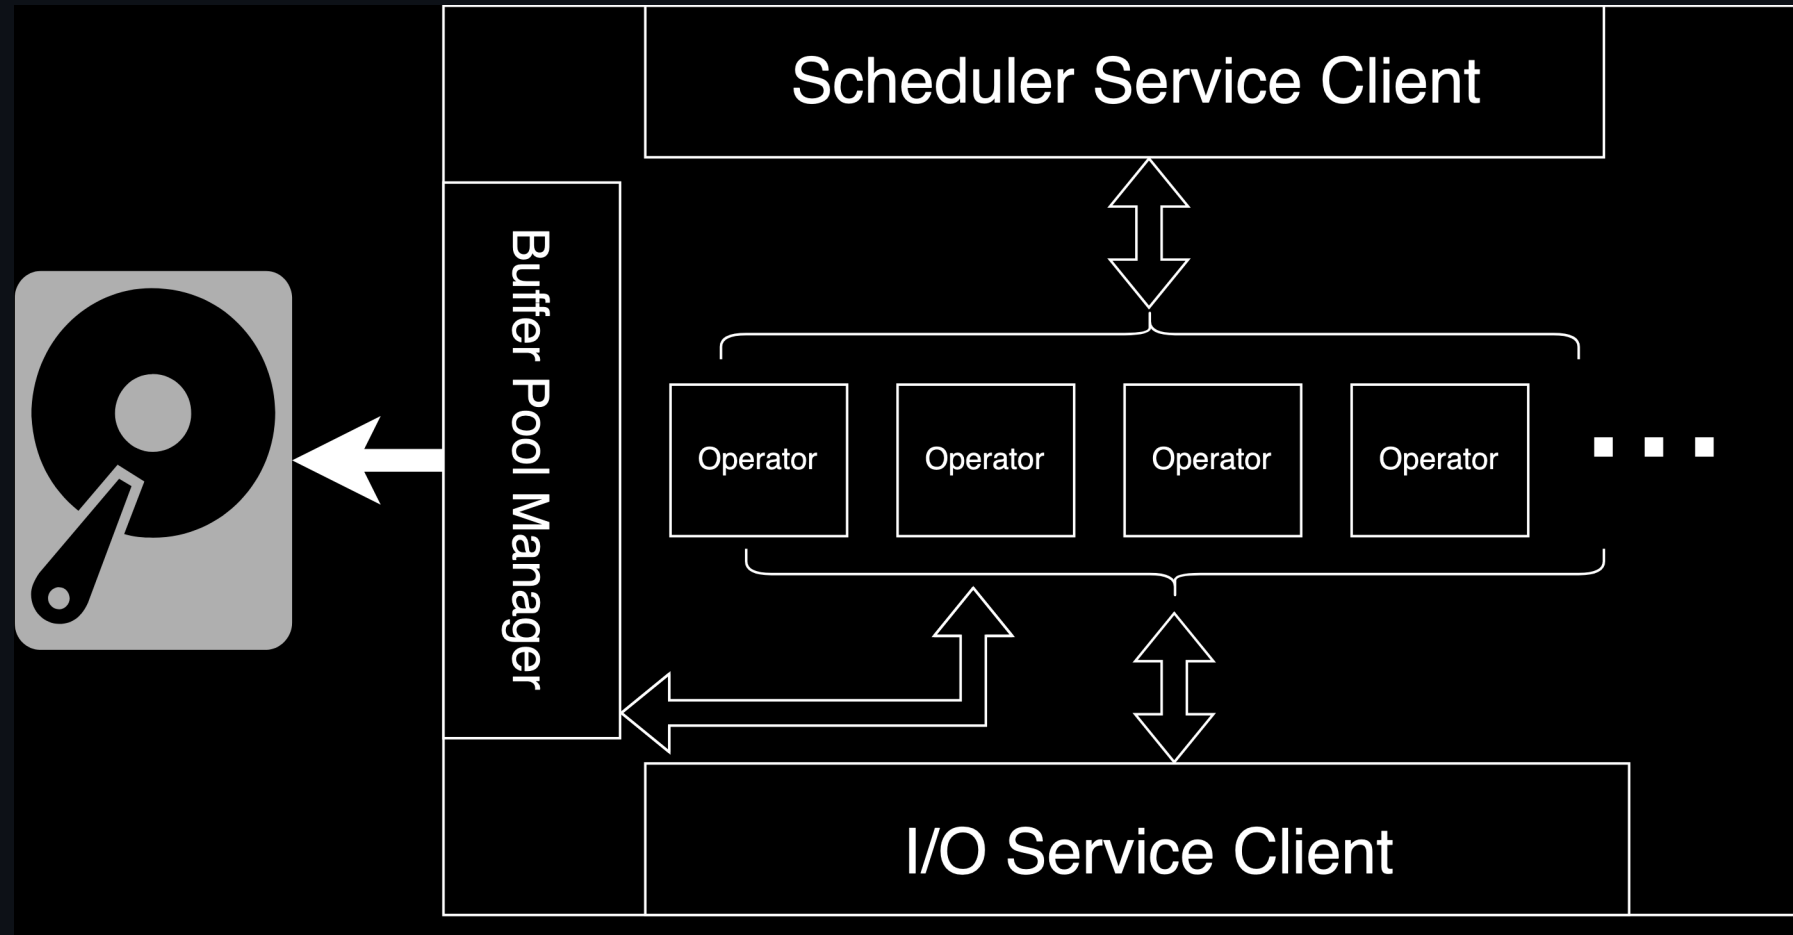 Scheduler Service Client
Buffer Pool Manager
Operator
Operator
Operator
Operator
I/O Service Client